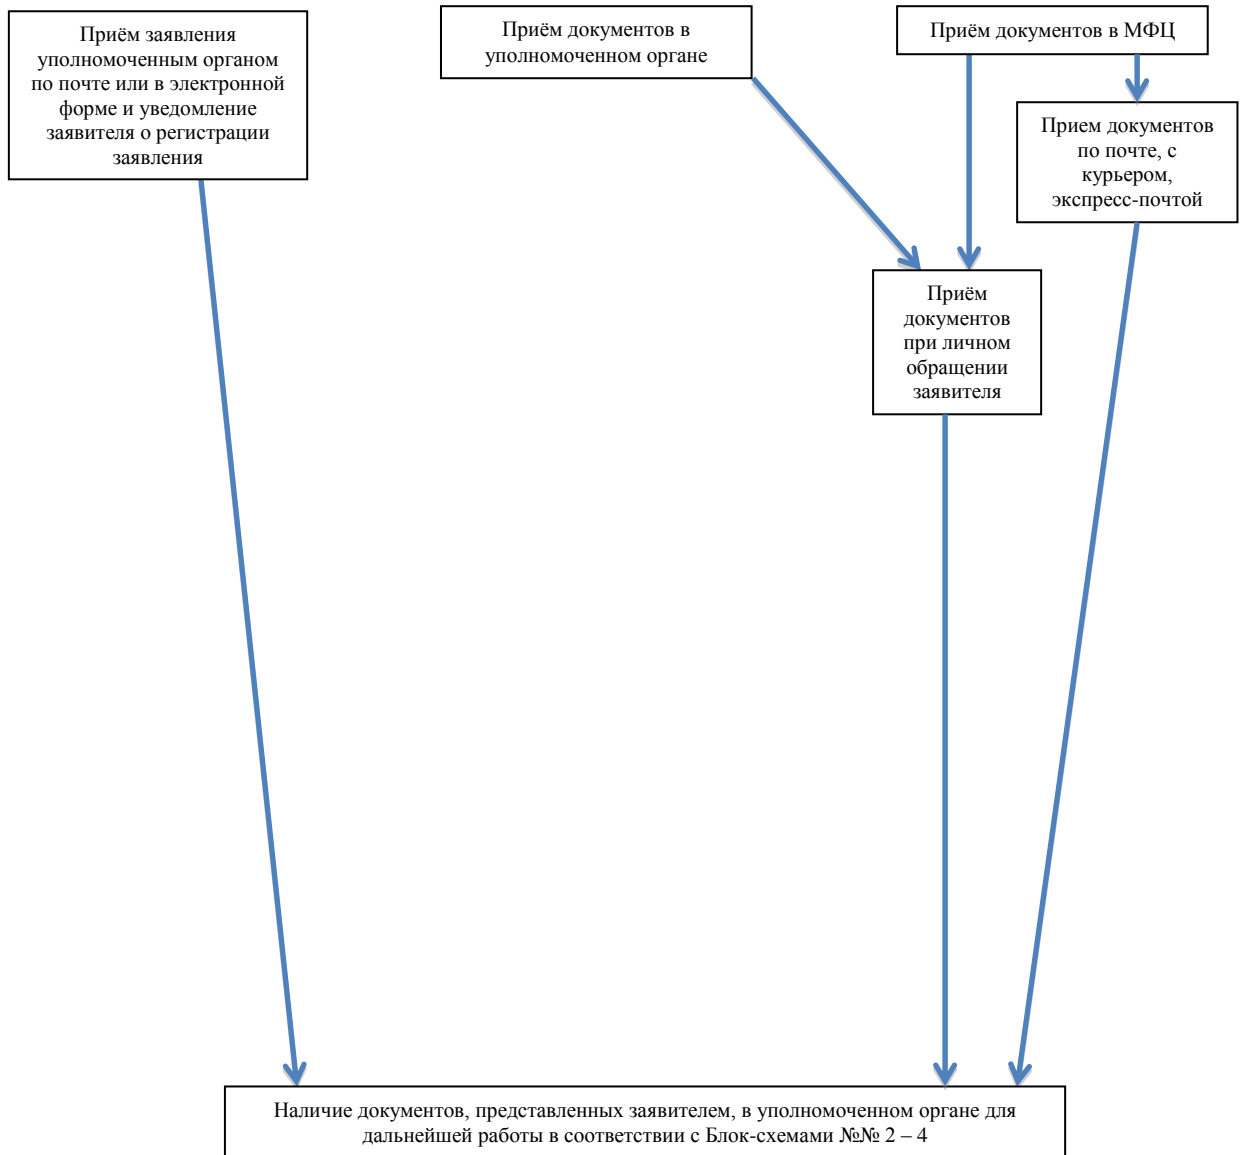 Приём заявления
уполномоченным органом
по почте или в электронной
форме и уведомление
заявителя о регистрации
заявления
Приём документов в
уполномоченном органе
Приём документов в МФЦ
Прием документов
по почте, с
курьером,
экспресс-почтой
Приём
документов
при личном
обращении
заявителя
Наличие документов, представленных заявителем, в уполномоченном органе для
дальнейшей работы в соответствии с Блок-схемами №№ 2 – 4